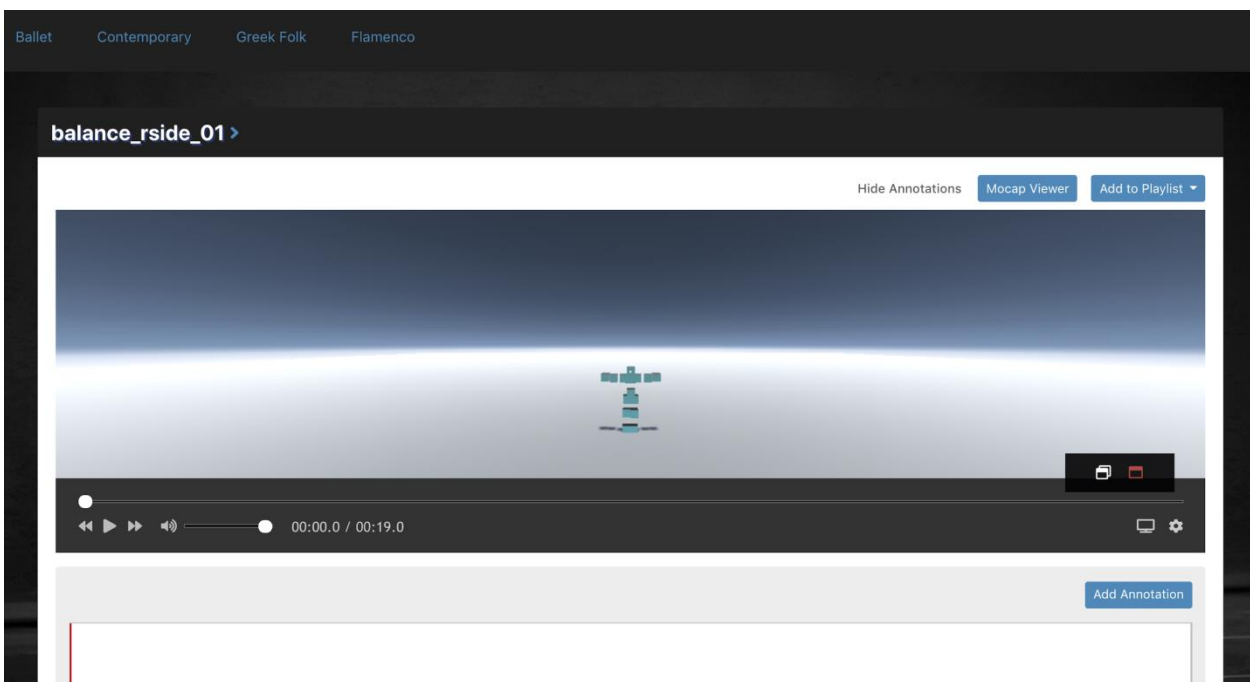 Ballet Contemporary Greek Folk Flamenco
balance_rside_01
Hide Annotations Mocap Viewer Add to Playlist
00:00.0 / 00:19.0
Add Annotation